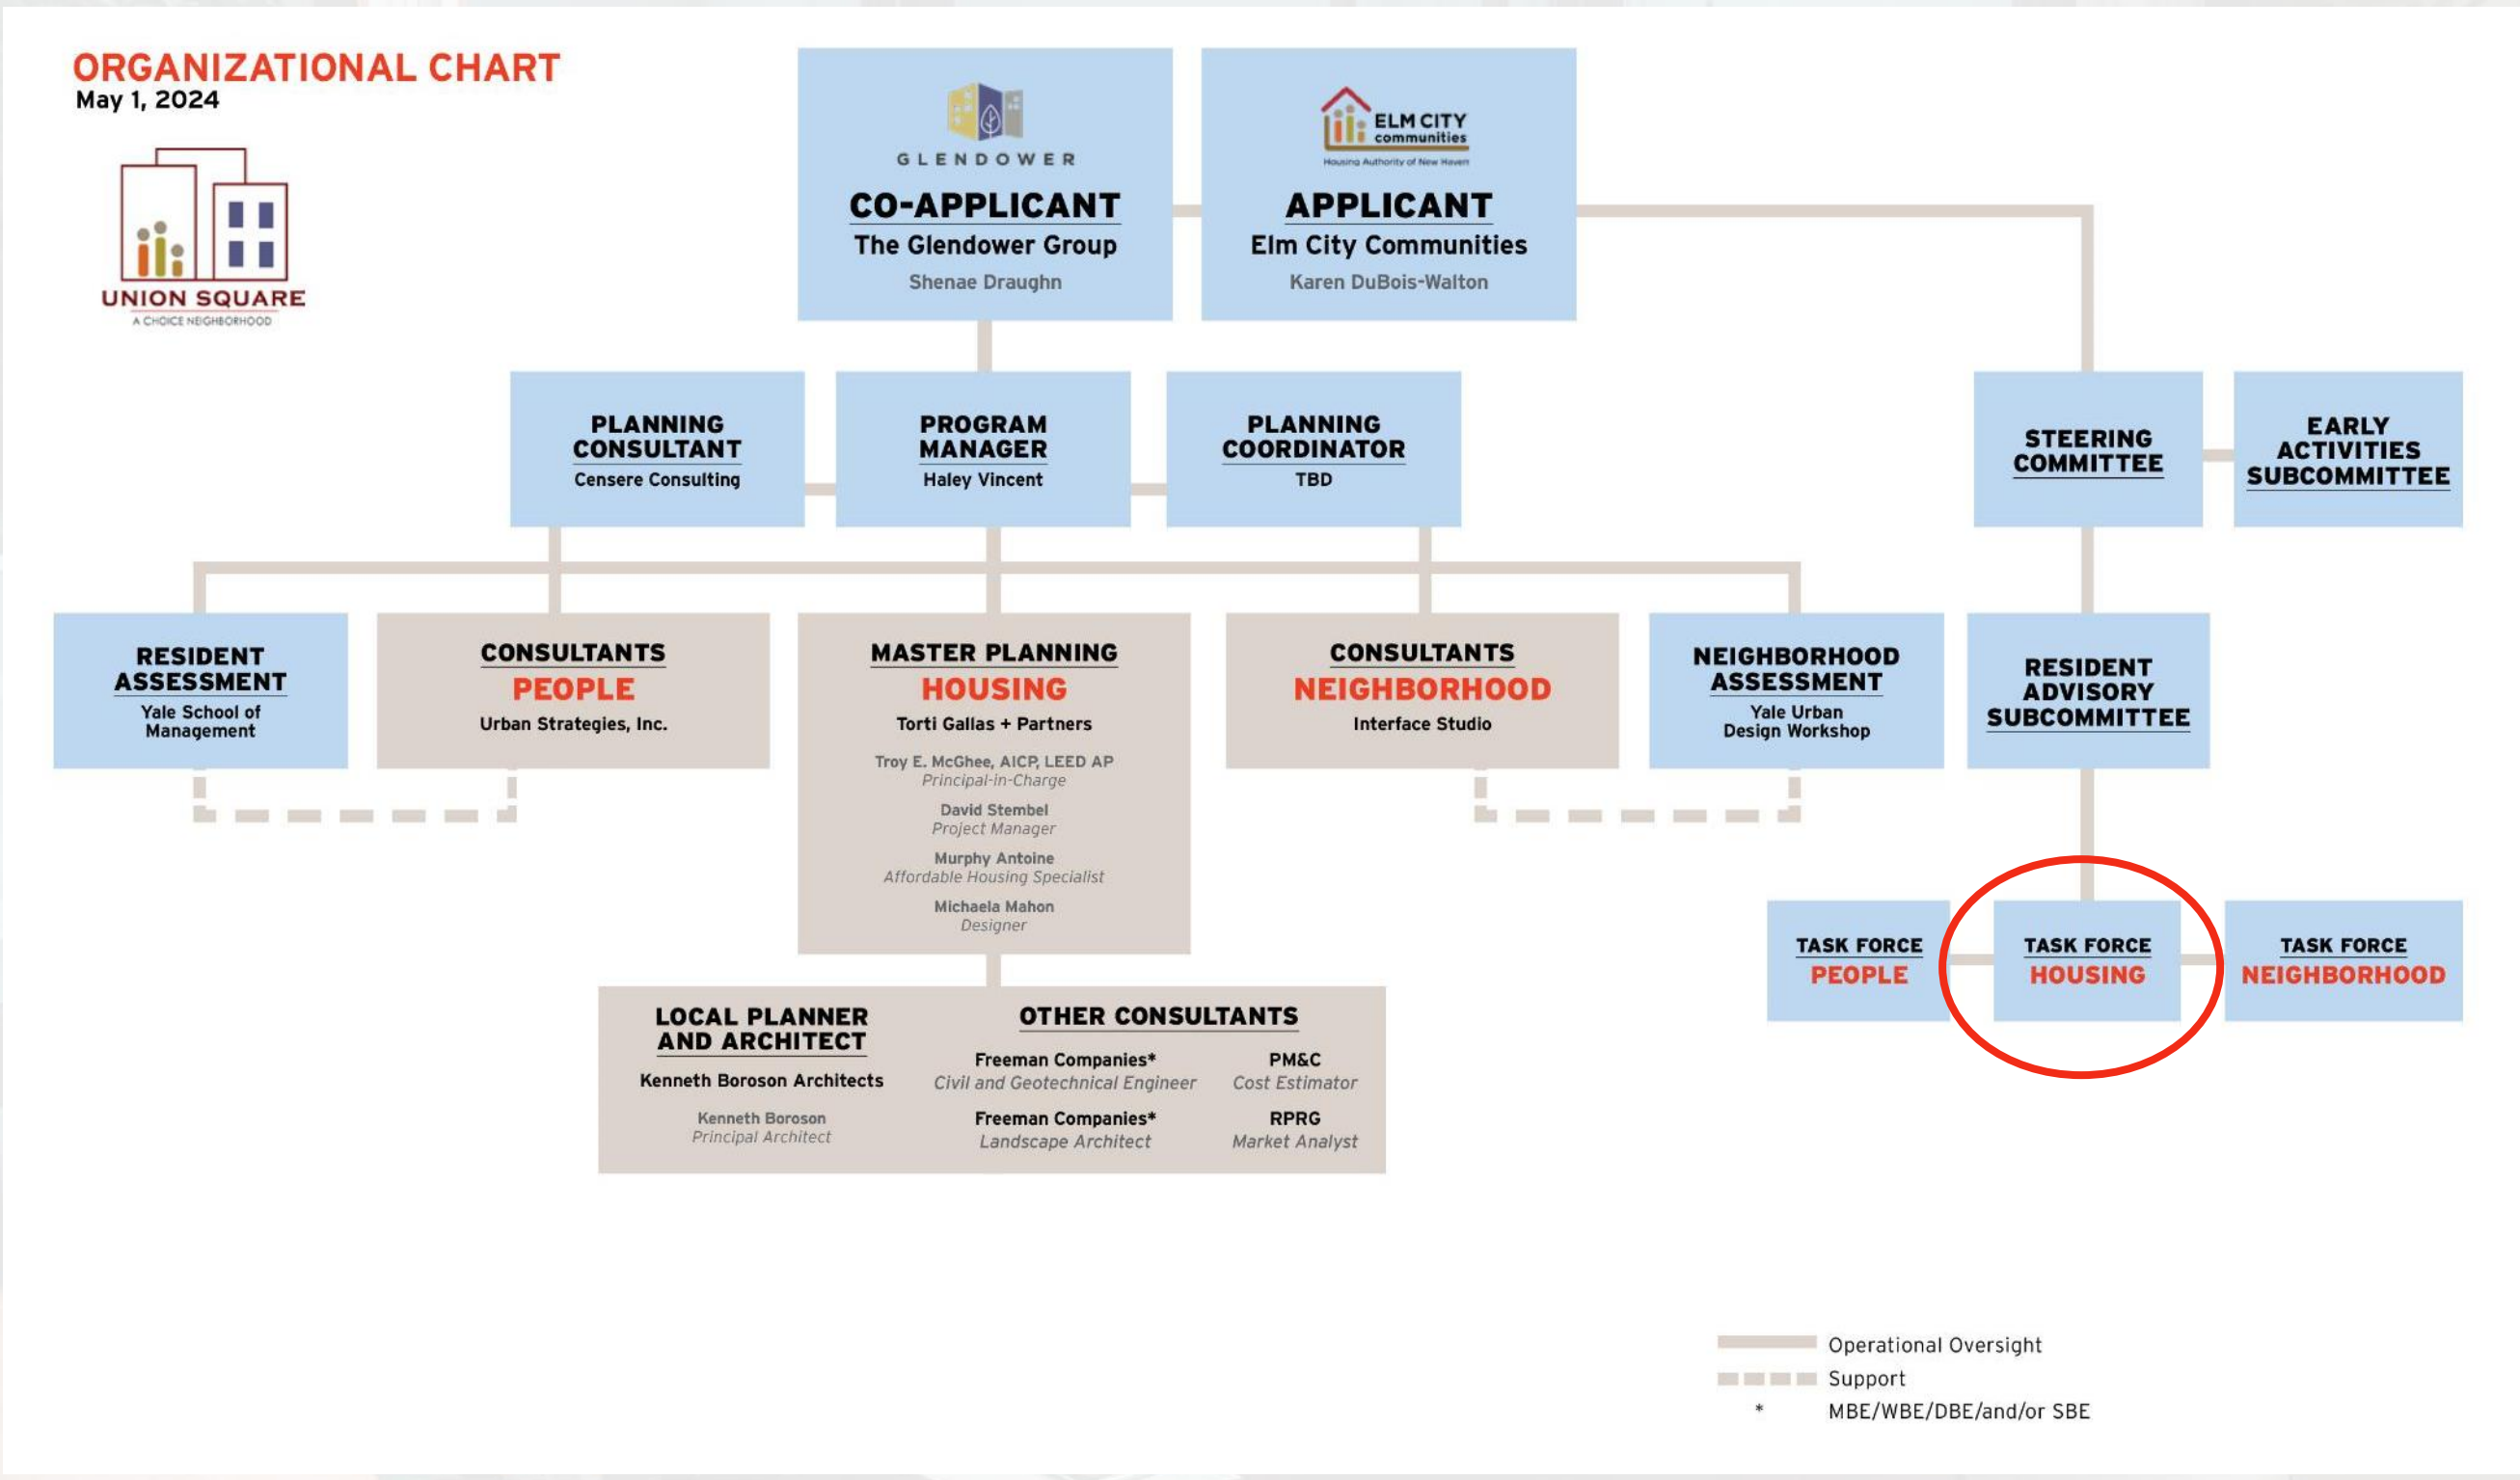 ORGANIZATIONAL CHART
May 1, 2024
UNION SQUARE
A CHOICE NEIGHBORHOOD
GLENDOWER
CO-APPLICANT
The Glendower Group
Shenae Draughn
ELM CITY
communities
Housing Authority of New Haven
APPLICANT
Elm City Communities
Karen DuBois-Walton
PLANNING
CONSULTANT
Censere Consulting
PROGRAM
MANAGER
Haley Vincent
PLANNING
COORDINATOR
TBD
STEERING
COMMITTEE
EARLY
ACTIVITIES
SUBCOMMITTEE
RESIDENT
ASSESSMENT
Yale School of
Management
CONSULTANTS
PEOPLE
Urban Strategies, Inc.
MASTER PLANNING
HOUSING
Torti Gallas + Partners
Troy E. McGhee, AICP, LEED AP
Principal-in-Charge
David Stembel
Project Manager
Murphy Antoine
Affordable Housing Specialist
Michaela Mahon
Designer
CONSULTANTS
NEIGHBORHOOD
Interface Studio
NEIGHBORHOOD
ASSESSMENT
Yale Urban
Design Workshop
RESIDENT
ADVISORY
SUBCOMMITTEE
TASK FORCE
PEOPLE
TASK FORCE
HOUSING
TASK FORCE
NEIGHBORHOOD
LOCAL PLANNER
AND ARCHITECT
Kenneth Boroson Architects
Kenneth Boroson
Principal Architect
OTHER CONSULTANTS
Freeman Companies*
Civil and Geotechnical Engineer
PM&C
Cost Estimator
Freeman Companies*
Landscape Architect
RPRG
Market Analyst
Operational Oversight
Support
* MBE/WBE/DBE/and/or SBE